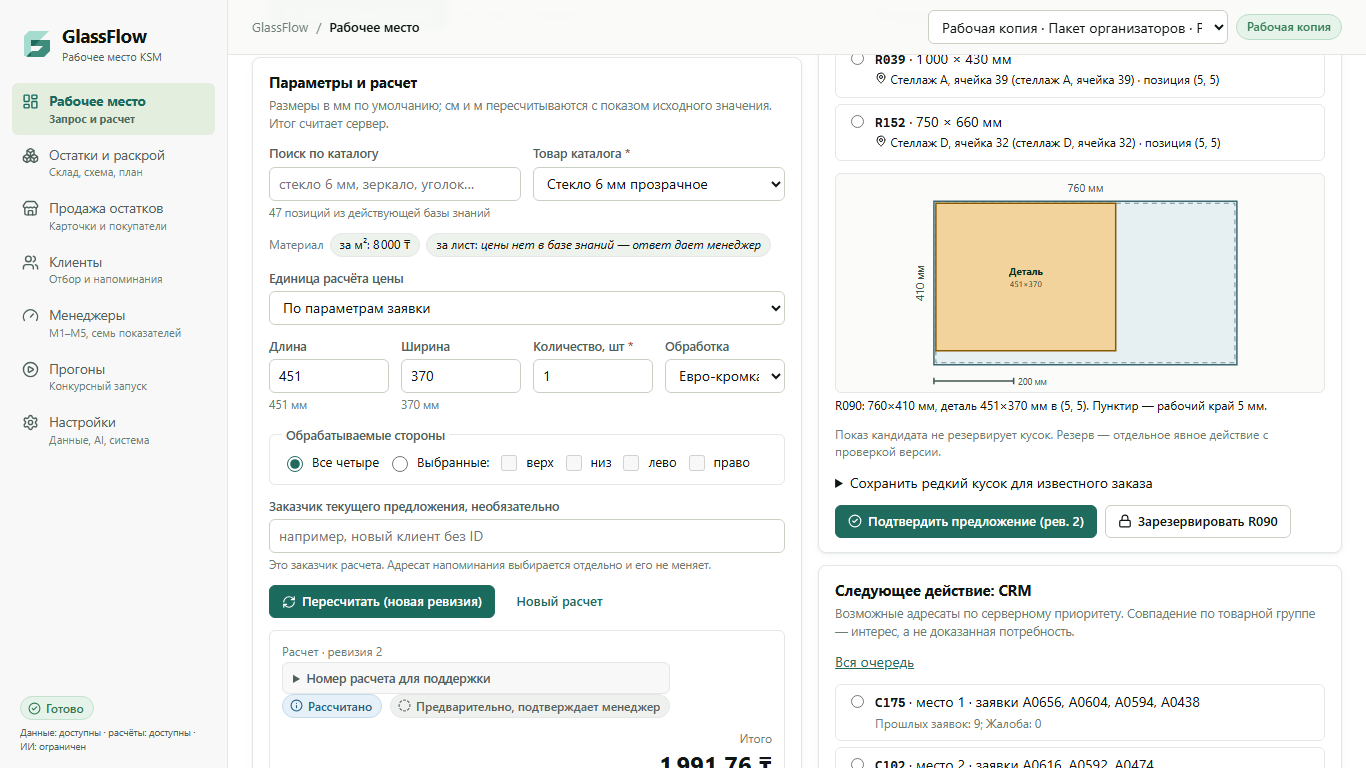 GlassFlow
Рабочее место KSM
Рабочее место
Запрос и расчет
Остатки и раскрой
Склад, схема, план
Продажа остатков
Карточки и покупатели
Клиенты
Отбор и напоминания
Менеджеры
М1–М5, семь показателей
Прогоны
Конкурсный запуск
Настройки
Данные, AI, система
Готово
Данные: доступны · расчёты: доступны ·
ИИ: ограничен
GlassFlow / Рабочее место
Рабочая копия · Пакет организаторов · Р
Рабочая копия
Параметры и расчет
Размеры в мм по умолчанию; см и м пересчитываются с показом исходного значения.
Итог считает сервер.
Поиск по каталогу
Товар каталога *
стекло 6 мм, зеркало, уголок...
Стекло 6 мм прозрачное
47 позиций из действующей базы знаний
Материал за м²: 8 000 ₸ за лист: цены нет в базе знаний — ответ дает менеджер
Единица расчёта цены
По параметрам заявки
Длина Ширина Количество, шт * Обработка
451 370 1 Евро-кромка
451 мм 370 мм
Обрабатываемые стороны
Все четыре Выбранные: верх низ лево право
Заказчик текущего предложения, необязательно
например, новый клиент без ID
Это заказчик расчета. Адресат напоминания выбирается отдельно и его не меняет.
Пересчитать (новая ревизия) Новый расчет
Расчет · ревизия 2
Номер расчета для поддержки
Рассчитано Предварительно, подтверждает менеджер
Итого
1 991,76 ₸
R039 · 1 000 × 430 мм
Стеллаж A, ячейка 39 (стеллаж A, ячейка 39) · позиция (5, 5)
R152 · 750 × 660 мм
Стеллаж D, ячейка 32 (стеллаж D, ячейка 32) · позиция (5, 5)
760 мм
410 мм
Деталь
451×370
200 мм
R090: 760×410 мм, деталь 451×370 мм в (5, 5). Пунктир — рабочий край 5 мм.
Показ кандидата не резервирует кусок. Резерв — отдельное явное действие с
проверкой версии.
Сохранить редкий кусок для известного заказа
Подтвердить предложение (рев. 2) Зарезервировать R090
Следующее действие: CRM
Возможные адресаты по серверному приоритету. Совпадение по товарной группе
— интерес, а не доказанная потребность.
Вся очередь
C175 · место 1 · заявки A0656, A0604, A0594, A0438
Прошлых заявок: 9; Жалоба: 0
C102 · место 2 · заявки A0616, A0592, A0474